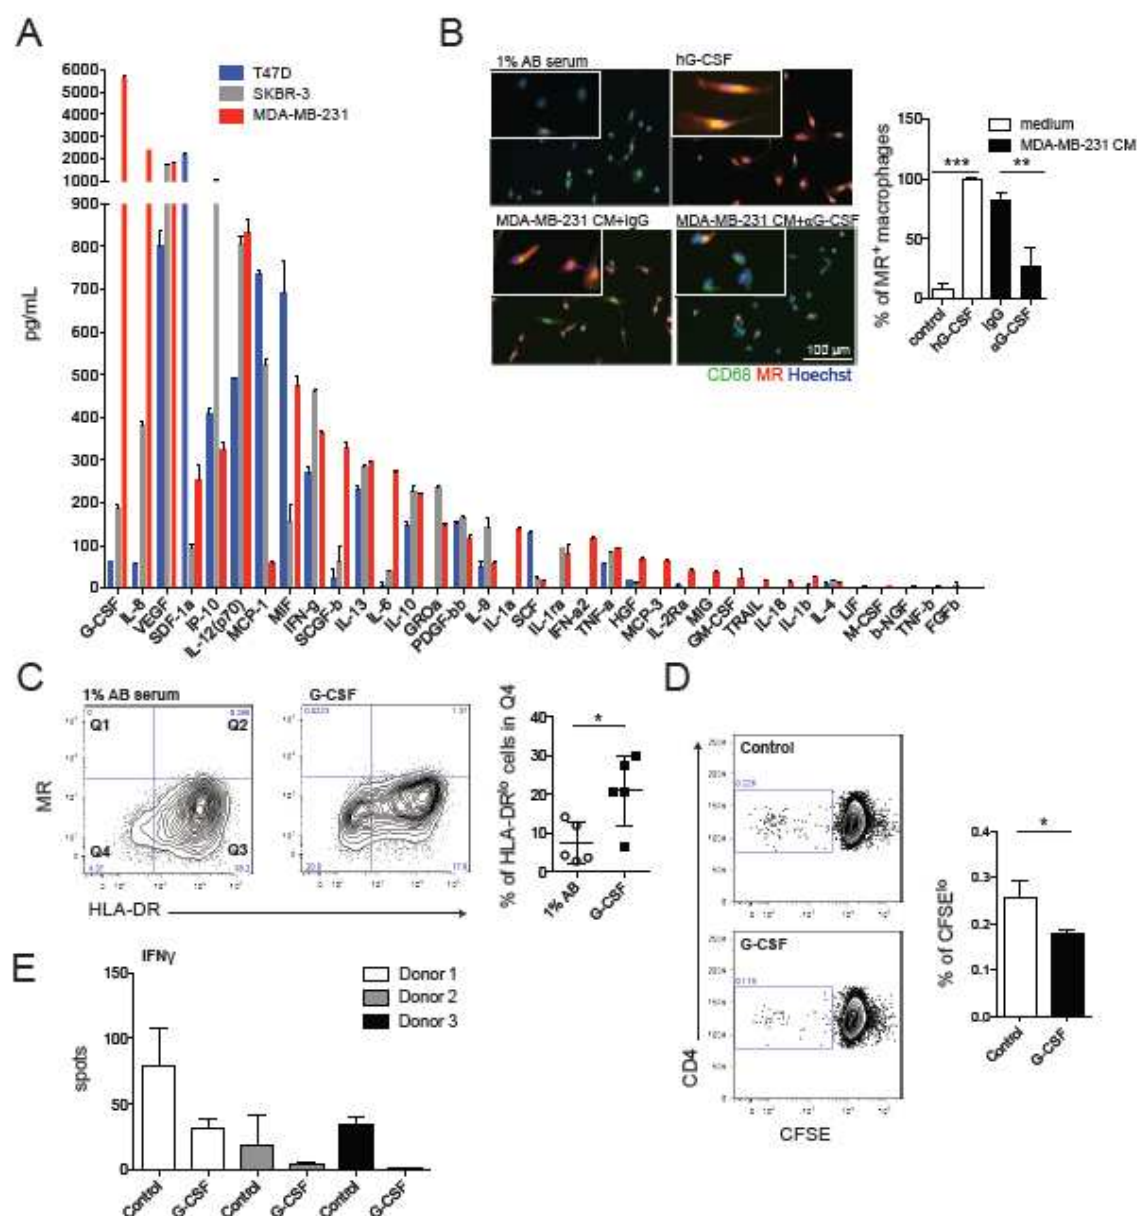 A
6000
5000
4000
3000
2000
1000
900
800
700
600
500
400
300
200
100
0
pg/mL
T47D
SKBR-3
MDA-MB-231
G-CSF
IL-8
VEGF
SDF-1a
IP-10
IL-12(p70)
MCP-1
MIF
IFN-g
SCGF-b
IL-13
IL-6
IL-10
GROa
PDGF-bb
IL-9
IL-1a
SCF
IL-1ra
IFN-a2
TNF-a
HGF
MCP-3
IL-2Ra
MIG
GM-CSF
TRAIL
IL-18
IL-1b
IL-4
LIF
M-CSF
b-NGF
TNF-b
FGFb
B
1% AB serum
hG-CSF
MDA-MB-231 CM+IgG
MDA-MB-231 CM+αG-CSF
100 µm
CD68 MR Hoechst
medium
MDA-MB-231 CM
*** **
% of MR+ macrophages
150
100
50
0
control
hG-CSF
IgG
αG-CSF
C
1% AB serum
G-CSF
Q1
Q2
Q4
Q3
MR
HLA-DR
% of HLA-DRlo cells in Q4
40
30
20
10
0
*
1% AB
G-CSF
D
Control
G-CSF
CD4
CFSE
% of CFSElo
0.4
0.3
0.2
0.1
0.0
*
Control
G-CSF
E
IFNγ
Donor 1
Donor 2
Donor 3
spots
150
100
50
0
Control
G-CSF
Control
G-CSF
Control
G-CSF